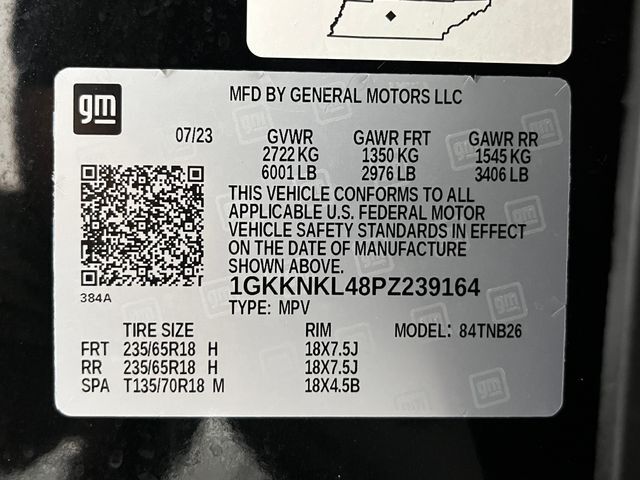 gm
MFD BY GENERAL MOTORS LLC
07/23 GVWR GAWR FRT GAWR RR
2722 KG 1350 KG 1545 KG
6001 LB 2976 LB 3406 LB
THIS VEHICLE CONFORMS TO ALL
APPLICABLE U.S. FEDERAL MOTOR
VEHICLE SAFETY STANDARDS IN EFFECT
ON THE DATE OF MANUFACTURE
SHOWN ABOVE.
384A
1GKKNKL48PZ239164
TYPE: MPV
TIRE SIZE RIM MODEL: 84TNB26
FRT 235/65R18 H 18X7.5J
RR 235/65R18 H 18X7.5J
SPA T135/70R18 M 18X4.5B